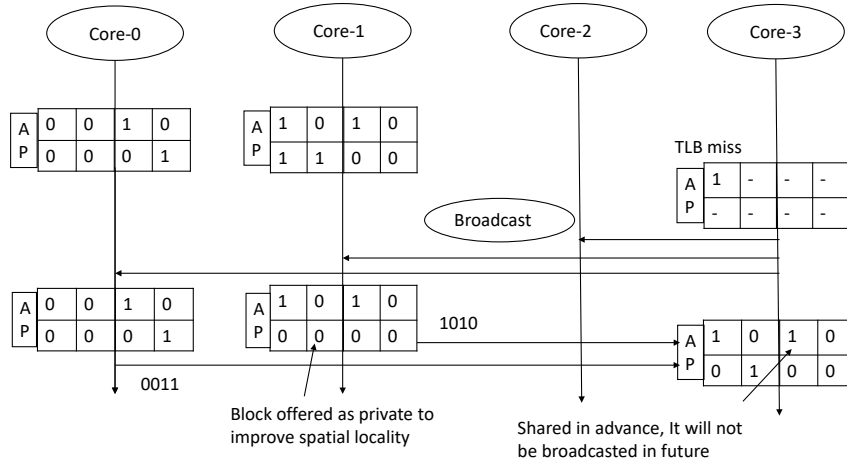 Core-0
Core-1
Core-2
Core-3
A 0 0 1 0
P 0 0 0 1
A 1 0 1 0
P 1 1 0 0
TLB miss
A 1 - - -
P - - - -
Broadcast
A 0 0 1 0
P 0 0 0 1
A 1 0 1 0
P 0 0 0 0
1010
A 1 0 1 0
P 0 1 0 0
0011
Block offered as private to
improve spatial locality
Shared in advance, It will not
be broadcasted in future